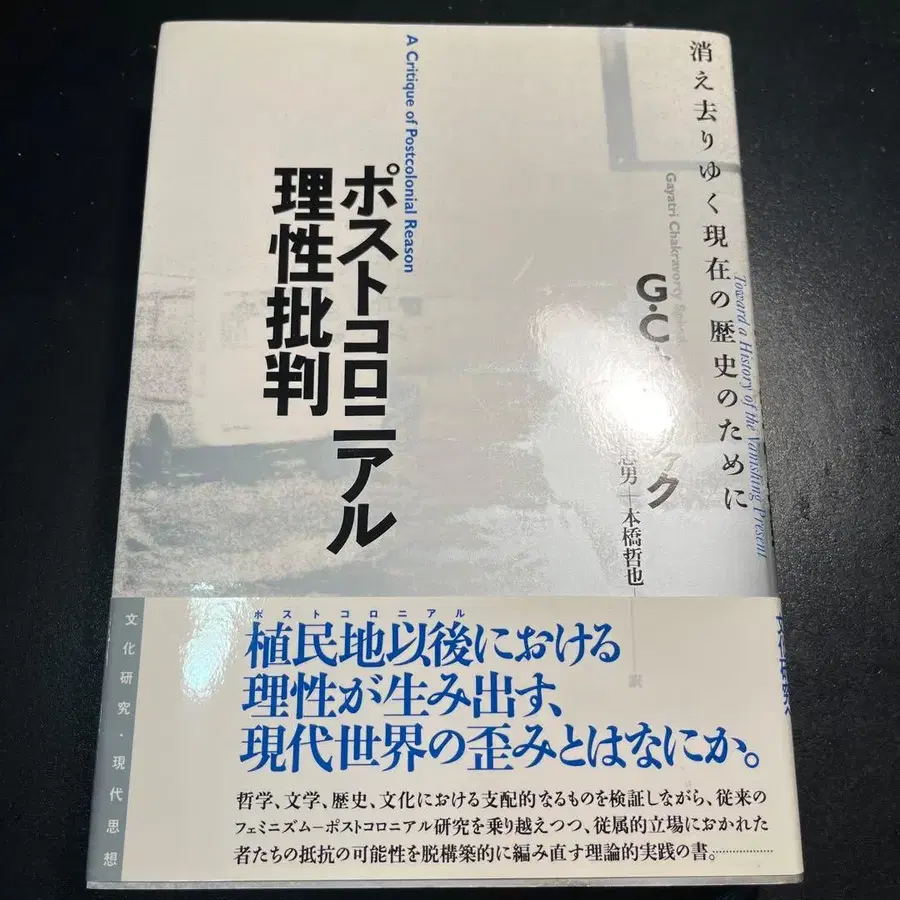 消え去りゆく現在の歴史のために
Toward a History of the Vanishing Present
Gayatri Chakravorty
G・C・
ァク
忠男＋本橋哲也
訳
A Critique of Postcolonial Reason
ポストコロニアル
理性批判
ポストコロニアル
植民地以後における
理性が生み出す、
現代世界の歪みとはなにか。
哲学、文学、歴史、文化における支配的なるものを検証しながら、従来の
フェミニズム−ポストコロニアル研究を乗り越えつつ、従属的立場におかれた
者たちの抵抗の可能性を脱構築的に編み直す理論的実践の書。
文化研究・現代思想